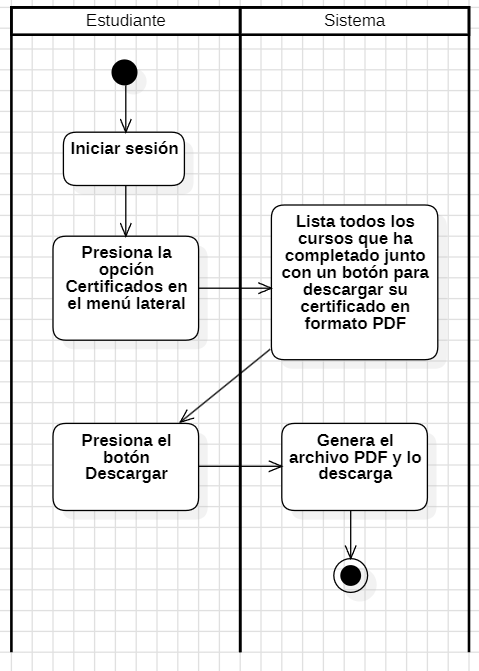 Estudiante
Sistema
Iniciar sesión
Presiona la
opción
Certificados en
el menú lateral
Lista todos los
cursos que ha
completado junto
con un botón para
descargar su
certificado en
formato PDF
Presiona el
botón
Descargar
Genera el
archivo PDF y lo
descarga